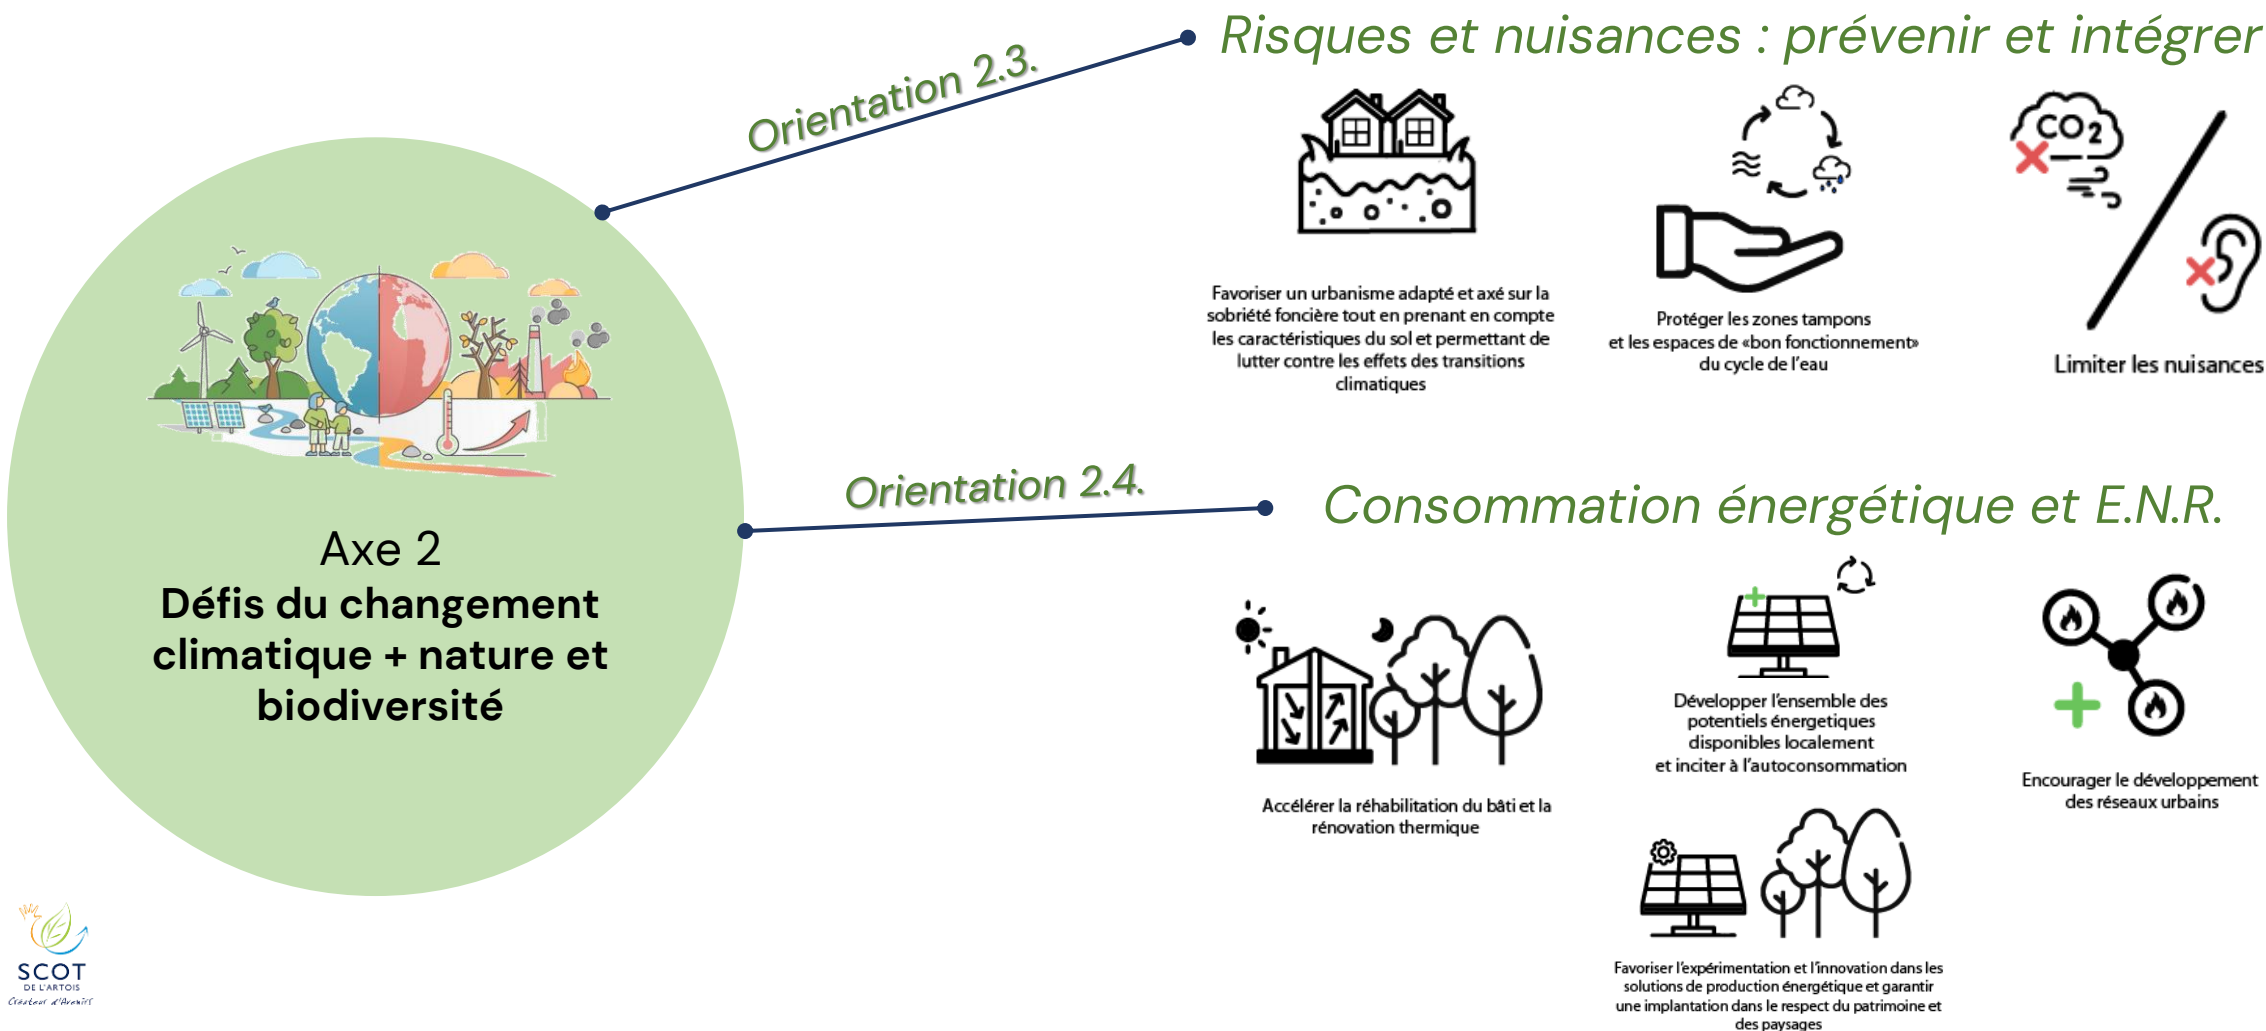 Orientation 2.3.
Risques et nuisances : prévenir et intégrer
CO2
Favoriser un urbanisme adapté et axé sur la
sobriété foncière tout en prenant en compte
les caractéristiques du sol et permettant de
lutter contre les effets des transitions
climatiques
Protéger les zones tampons
et les espaces de «bon fonctionnement»
du cycle de l'eau
Limiter les nuisances
Axe 2
Défis du changement
climatique + nature et
biodiversité
Orientation 2.4.
Consommation énergétique et E.N.R.
Accélérer la réhabilitation du bâti et la
rénovation thermique
Développer l'ensemble des
potentiels énergetiques
disponibles localement
et inciter à l'autoconsommation
Encourager le développement
des réseaux urbains
Favoriser l'expérimentation et l'innovation dans les
solutions de production énergétique et garantir
une implantation dans le respect du patrimoine et
des paysages
SCOT
DE L'ARTOIS
Créateur d'Avenirs